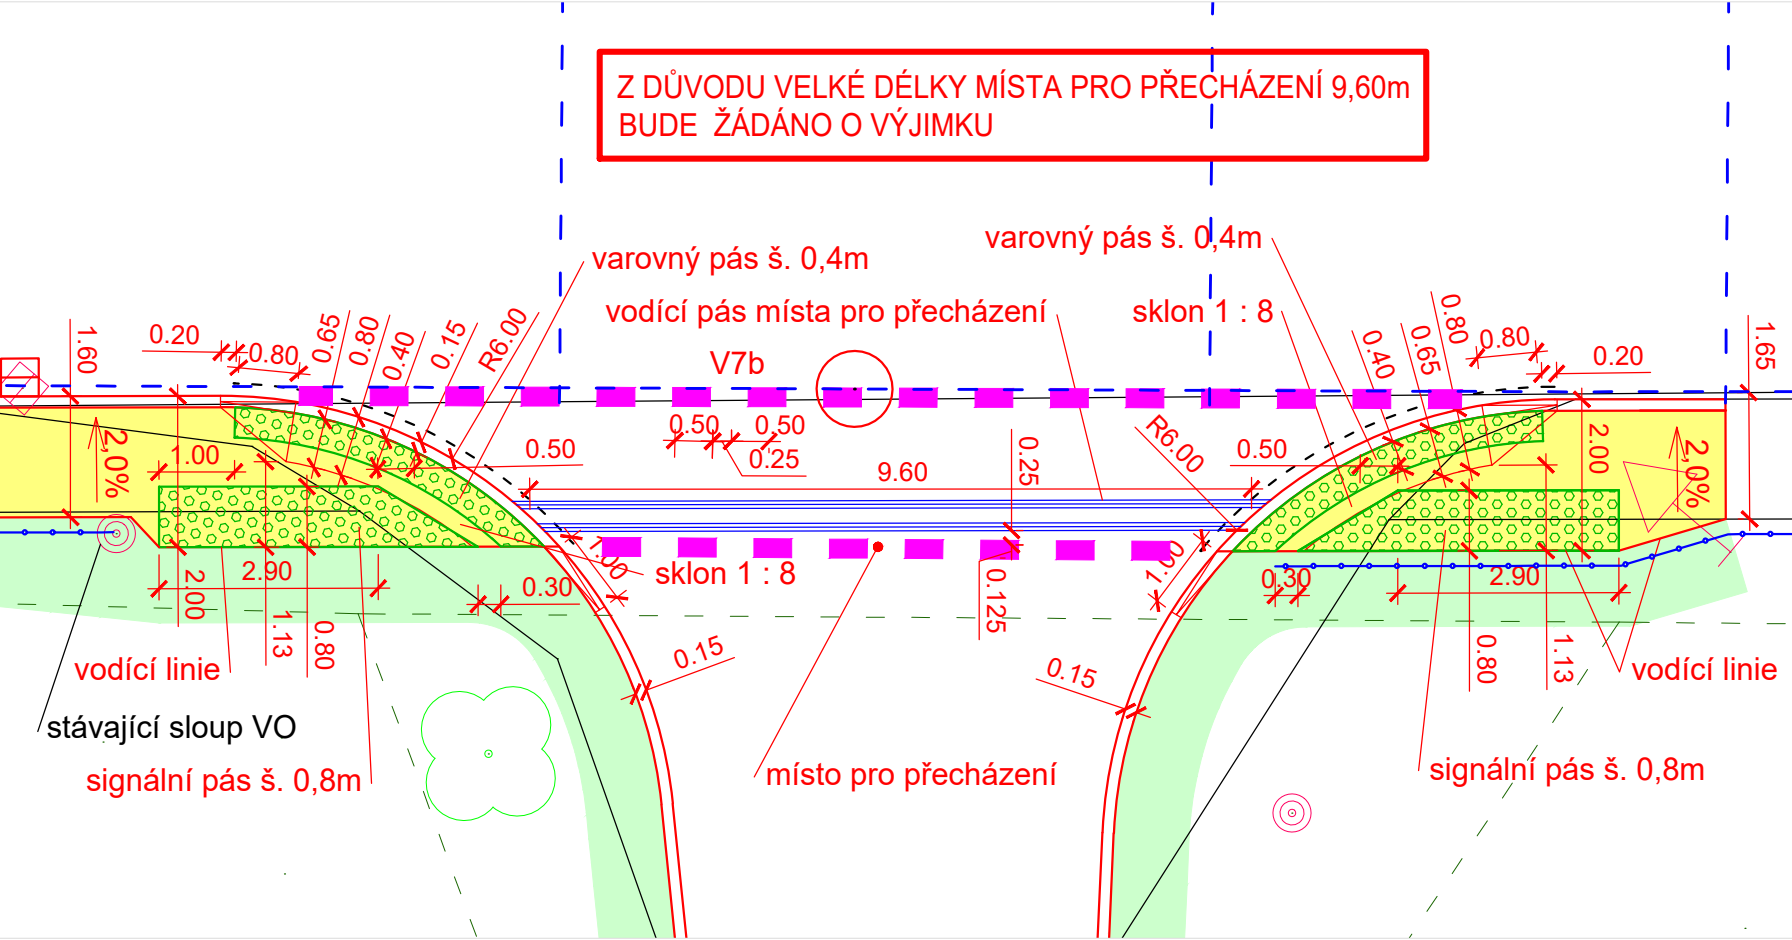 Z DŮVODU VELKÉ DÉLKY MÍSTA PRO PŘECHÁZENÍ 9,60m
BUDE  ŽÁDÁNO O VÝJIMKU
varovný pás š. 0,4m
varovný pás š. 0,4m
vodící pás místa pro přecházení
sklon 1 : 8
V7b
1.60
0.20
0.80
0.65
0.80
0.40
0.15
R6.00
0.40
0.65
0.80
0.80
0.20
1.65
2,0%
1.00
0.50
0.50
0.50
0.25
9.60
0.25
R6.00
0.50
2.00
2,0%
2.90
2.00
1.13
0.80
0.30
1.00
sklon 1 : 8
0.125
1.00
0.30
2.90
0.80
1.13
vodící linie
0.15
0.15
vodící linie
stávající sloup VO
signální pás š. 0,8m
místo pro přecházení
signální pás š. 0,8m